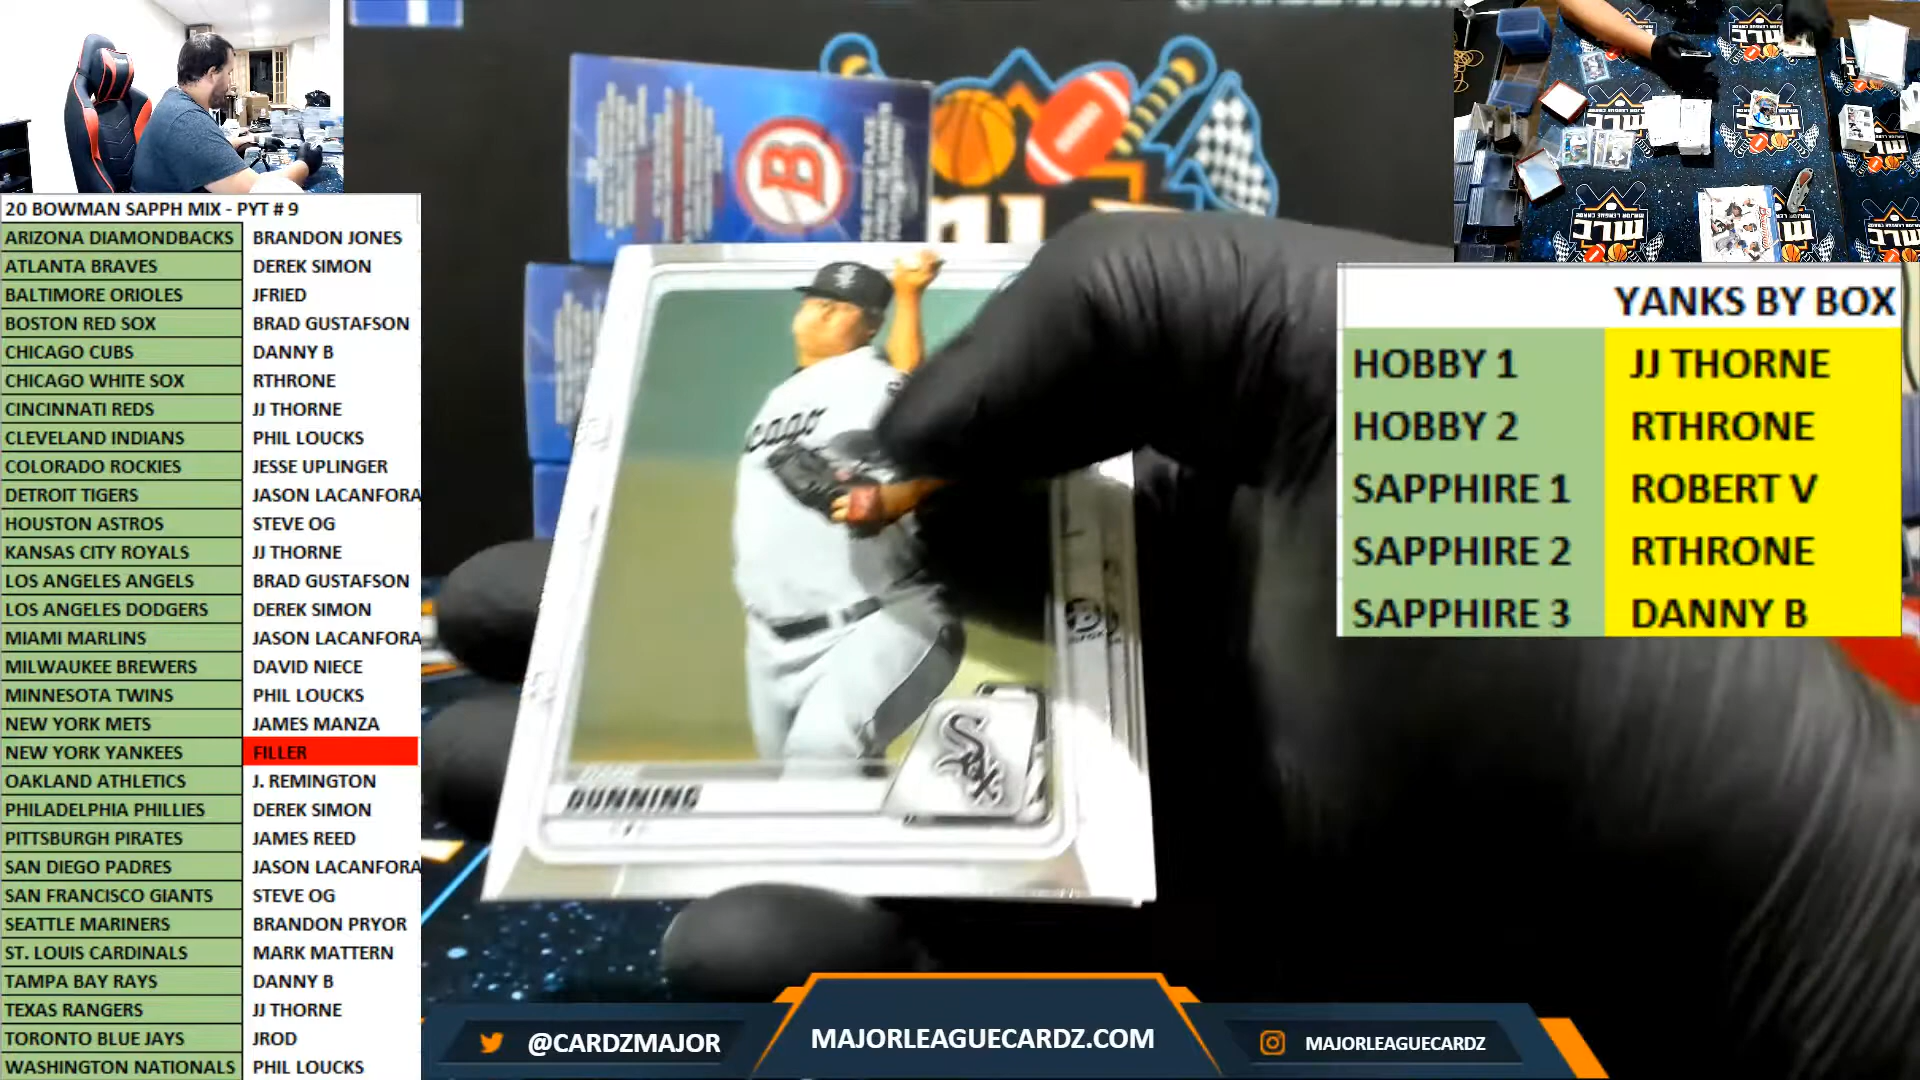 20 BOWMAN SAPPH MIX - PYT # 9
ARIZONA DIAMONDBACKS BRANDON JONES
ATLANTA BRAVES DEREK SIMON
BALTIMORE ORIOLES JFRIED
BOSTON RED SOX BRAD GUSTAFSON
CHICAGO CUBS DANNY B
CHICAGO WHITE SOX RTHRONE
CINCINNATI REDS JJ THORNE
CLEVELAND INDIANS PHIL LOUCKS
COLORADO ROCKIES JESSE UPLINGER
DETROIT TIGERS JASON LACANFORA
HOUSTON ASTROS STEVE OG
KANSAS CITY ROYALS JJ THORNE
LOS ANGELES ANGELS BRAD GUSTAFSON
LOS ANGELES DODGERS DEREK SIMON
MIAMI MARLINS JASON LACANFORA
MILWAUKEE BREWERS DAVID NIECE
MINNESOTA TWINS PHIL LOUCKS
NEW YORK METS JAMES MANZA
NEW YORK YANKEES FILLER
OAKLAND ATHLETICS J. REMINGTON
PHILADELPHIA PHILLIES DEREK SIMON
PITTSBURGH PIRATES JAMES REED
SAN DIEGO PADRES JASON LACANFORA
SAN FRANCISCO GIANTS STEVE OG
SEATTLE MARINERS BRANDON PRYOR
ST. LOUIS CARDINALS MARK MATTERN
TAMPA BAY RAYS DANNY B
TEXAS RANGERS JJ THORNE
TORONTO BLUE JAYS JROD
WASHINGTON NATIONALS PHIL LOUCKS
B
cago
SOX
DUNNING
YANKS BY BOX
HOBBY 1 JJ THORNE
HOBBY 2 RTHRONE
SAPPHIRE 1 ROBERT V
SAPPHIRE 2 RTHRONE
SAPPHIRE 3 DANNY B
@CARDZMAJOR
MAJORLEAGUECARDZ.COM
MAJORLEAGUECARDZ